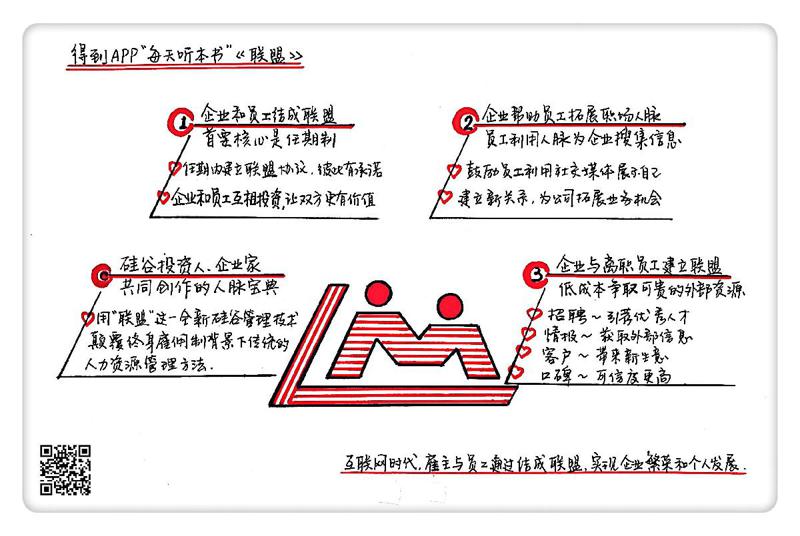 得到APP“每天听本书”《联盟》
1 企业和员工结成联盟
首要核心是任期制
任期内建立联盟协议，彼此有承诺
企业和员工互相投资，让双方更有价值
2 企业帮助员工拓展职场人脉
员工利用人脉为企业搜集信息
鼓励员工利用社交媒体展示自己
建立新关系，为公司拓展业务机会
硅谷投资人、企业家
共同创作的人脉宝典
用“联盟”这一全新硅谷管理技术
颠覆终身雇佣制背景下传统的
人力资源管理方法.
3 企业与离职员工建立联盟
低成本争取可贵的外部资源
招聘～引荐优秀人才
情报～获取外部信息
客户～带来新生意
口碑～可信度更高
互联网时代，雇主与员工通过结成联盟，实现企业繁荣和个人发展.